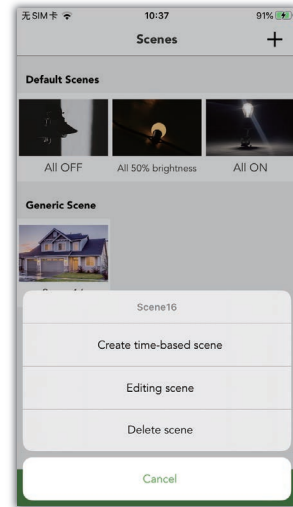 无SIM卡
10:37
91%
Scenes
+
Default Scenes
All OFF
All 50% brightness
All ON
Generic Scene
Scene16
Create time-based scene
Editing scene
Delete scene
Cancel